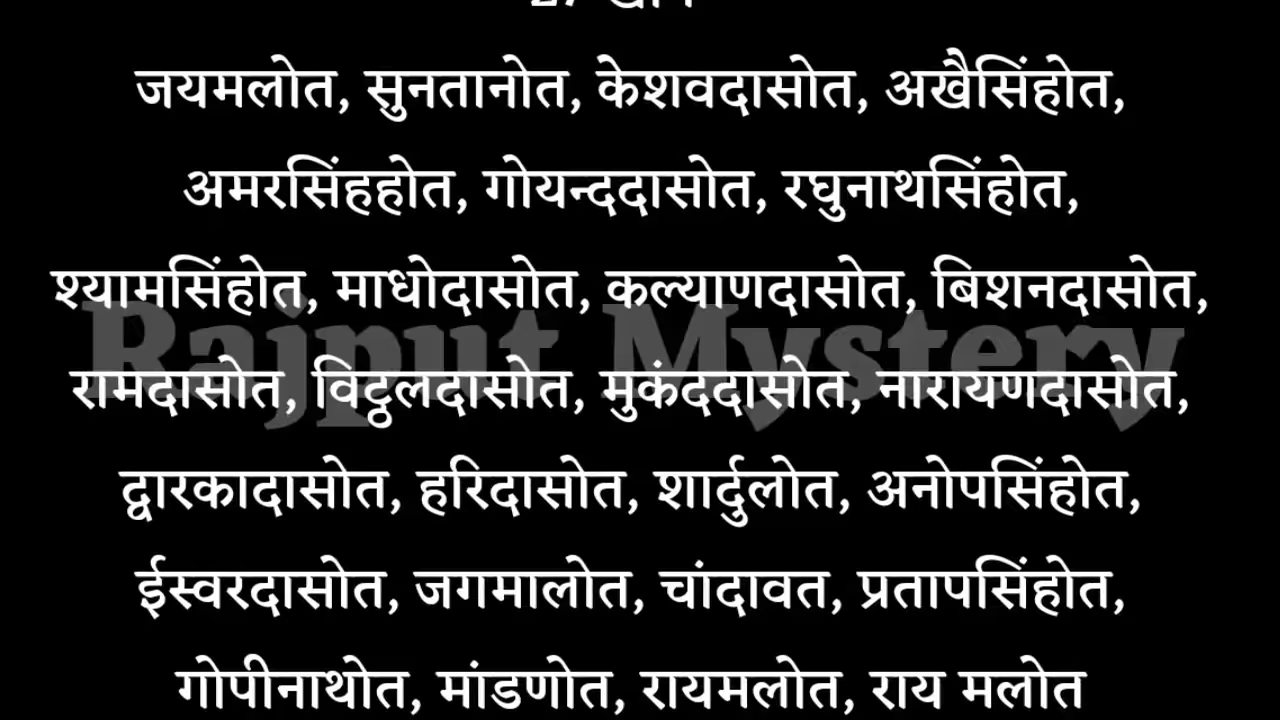 जयमलोत, सुनतानोत, केशवदासोत, अखैसिंहोत,
अमरसिंहहोत, गोयन्ददासोत, रघुनाथसिंहोत,
श्यामसिंहोत, माधोदासोत, कल्याणदासोत, बिशनदासोत,
Rajput Mystery
रामदासोत, विट्ठलदासोत, मुकंददासोत, नारायणदासोत,
द्वारकादासोत, हरिदासोत, शार्दुलोत, अनोपसिंहोत,
ईस्वरदासोत, जगमालोत, चांदावत, प्रतापसिंहोत,
गोपीनाथोत, मांडणोत, रायमलोत, राय मलोत